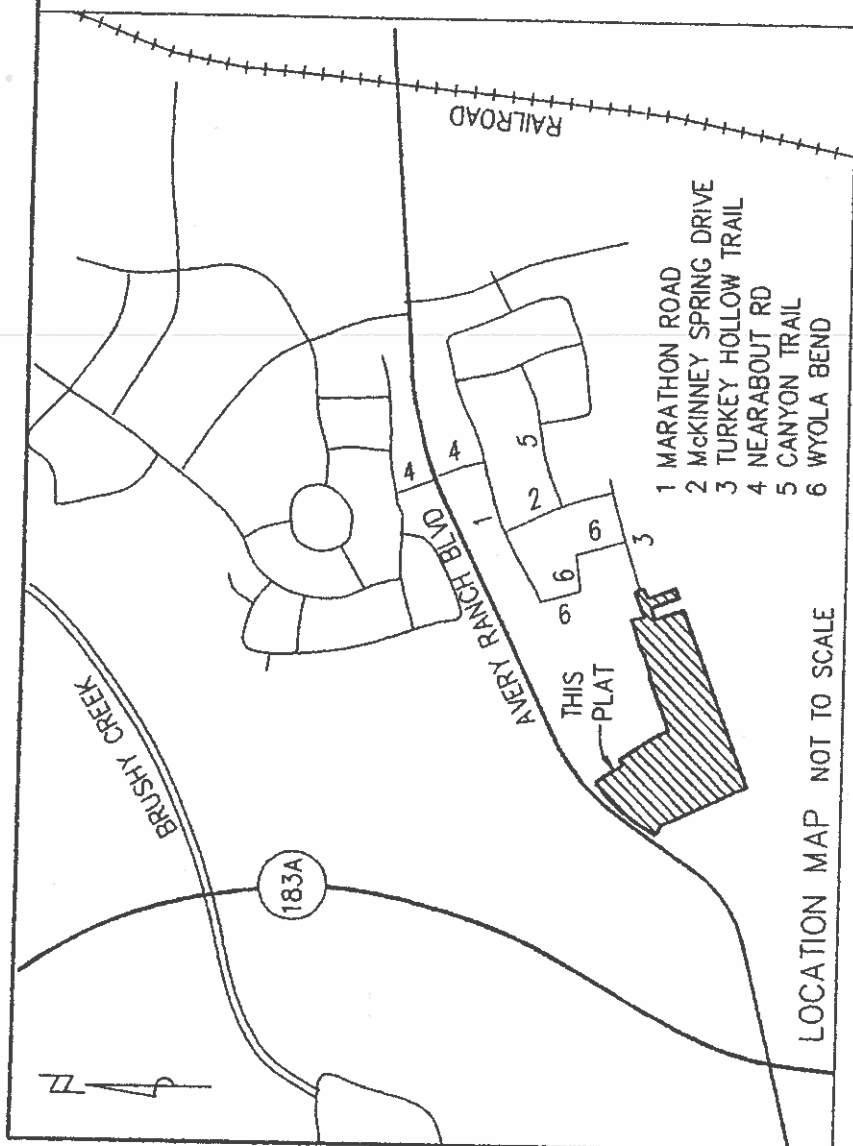 RAILROAD
BRUSHY CREEK
183A
AVERY RANCH BLVD
4
4
1
5
2
6
6
6
3
THIS
PLAT
1 MARATHON ROAD
2 McKINNEY SPRING DRIVE
3 TURKEY HOLLOW TRAIL
4 NEARABOUT RD
5 CANYON TRAIL
6 WYOLA BEND
LOCATION MAP NOT TO SCALE
N